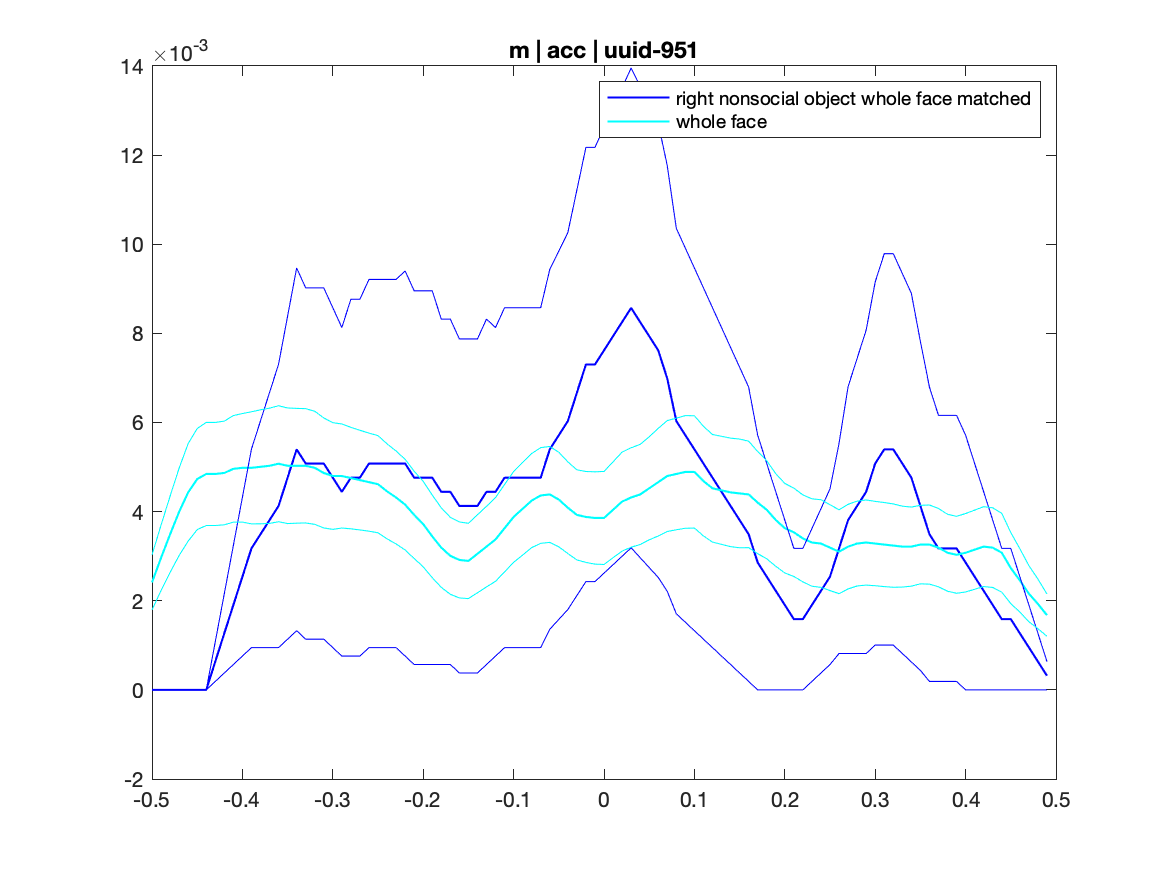 ×10-3
m | acc | uuid-951
right nonsocial object whole face matched
whole face
14
12
10
8
6
4
2
0
-2
-0.5 -0.4 -0.3 -0.2 -0.1 0 0.1 0.2 0.3 0.4 0.5